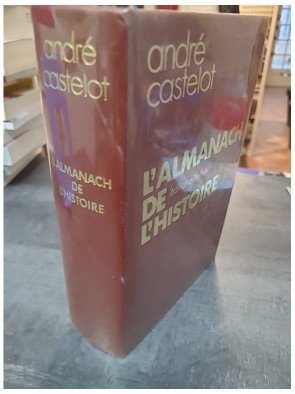 andré
castelot
L'ALMANACH
DE
L'HISTOIRE
andré
castelot
L'ALMANACH
DE
L'HISTOIRE